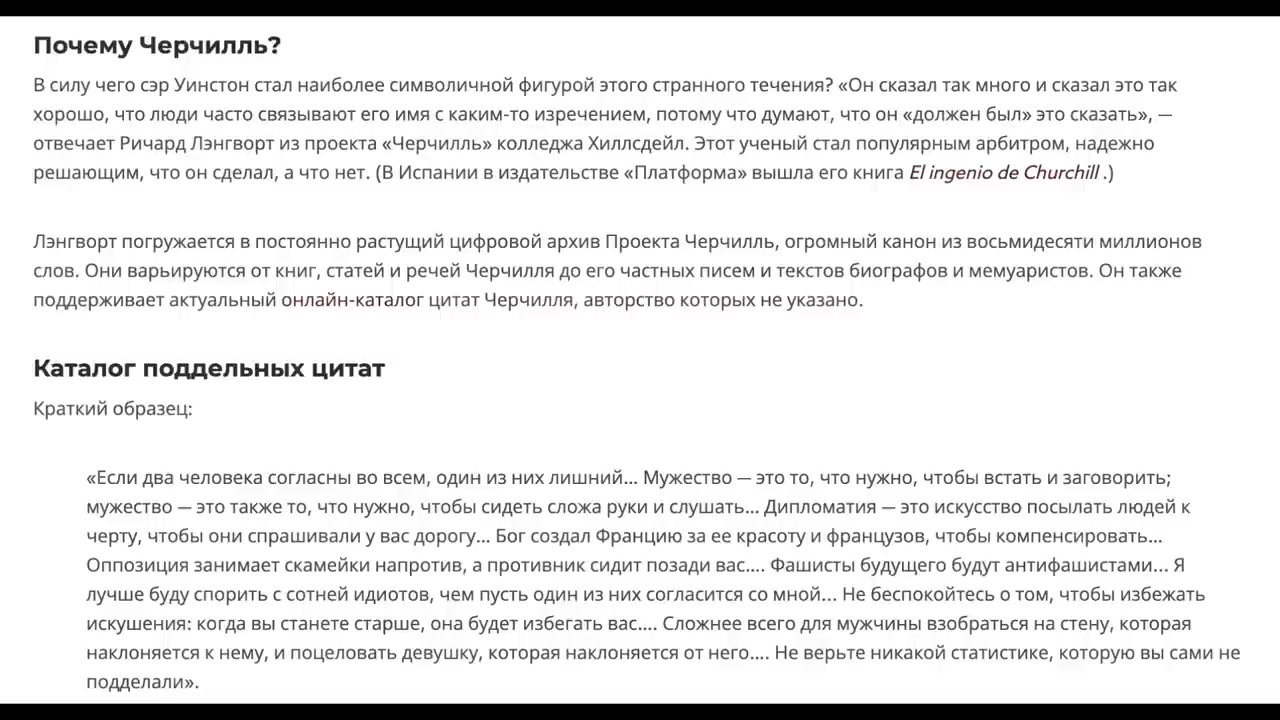 Почему Черчилль?
В силу чего сэр Уинстон стал наиболее символичной фигурой этого странного течения? «Он сказал так много и сказал это так
хорошо, что люди часто связывают его имя с каким-то изречением, потому что думают, что он «должен был» это сказать», —
отвечает Ричард Лэнгворт из проекта «Черчилль» колледжа Хиллсдейл. Этот ученый стал популярным арбитром, надежно
решающим, что он сделал, а что нет. (В Испании в издательстве «Платформа» вышла его книга El ingenio de Churchill .)
Лэнгворт погружается в постоянно растущий цифровой архив Проекта Черчилль, огромный канон из восьмидесяти миллионов
слов. Они варьируются от книг, статей и речей Черчилля до его частных писем и текстов биографов и мемуаристов. Он также
поддерживает актуальный онлайн-каталог цитат Черчилля, авторство которых не указано.
Каталог поддельных цитат
Краткий образец:
«Если два человека согласны во всем, один из них лишний... Мужество — это то, что нужно, чтобы встать и заговорить;
мужество — это также то, что нужно, чтобы сидеть сложа руки и слушать... Дипломатия — это искусство посылать людей к
черту, чтобы они спрашивали у вас дорогу... Бог создал Францию за ее красоту и французов, чтобы компенсировать...
Оппозиция занимает скамейки напротив, а противник сидит позади вас.... Фашисты будущего будут антифашистами... Я
лучше буду спорить с сотней идиотов, чем пусть один из них согласится со мной... Не беспокойтесь о том, чтобы избежать
искушения: когда вы станете старше, она будет избегать вас.... Сложнее всего для мужчины взобраться на стену, которая
наклоняется к нему, и поцеловать девушку, которая наклоняется от него.... Не верьте никакой статистике, которую вы сами не
подделали».